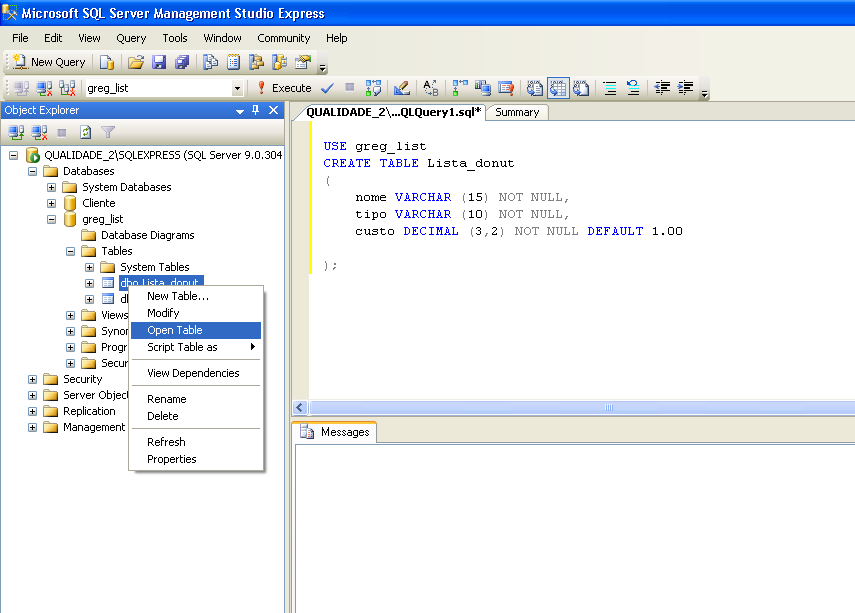 Microsoft SQL Server Management Studio Express
File Edit View Query Tools Window Community Help
New Query
greg_list Execute
Object Explorer
QUALIDADE_2\SQLEXPRESS (SQL Server 9.0.304
Databases
System Databases
Cliente
greg_list
Database Diagrams
Tables
System Tables
dbo.Lista_donut
Views
Synon
Progr
Secur
Security
Server Objec
Replication
Management
New Table...
Modify
Open Table
Script Table as
View Dependencies
Rename
Delete
Refresh
Properties
QUALIDADE_2\...QLQuery1.sql* Summary
USE greg_list
CREATE TABLE Lista_donut
(
nome VARCHAR (15) NOT NULL,
tipo VARCHAR (10) NOT NULL,
custo DECIMAL (3,2) NOT NULL DEFAULT 1.00
);
Messages